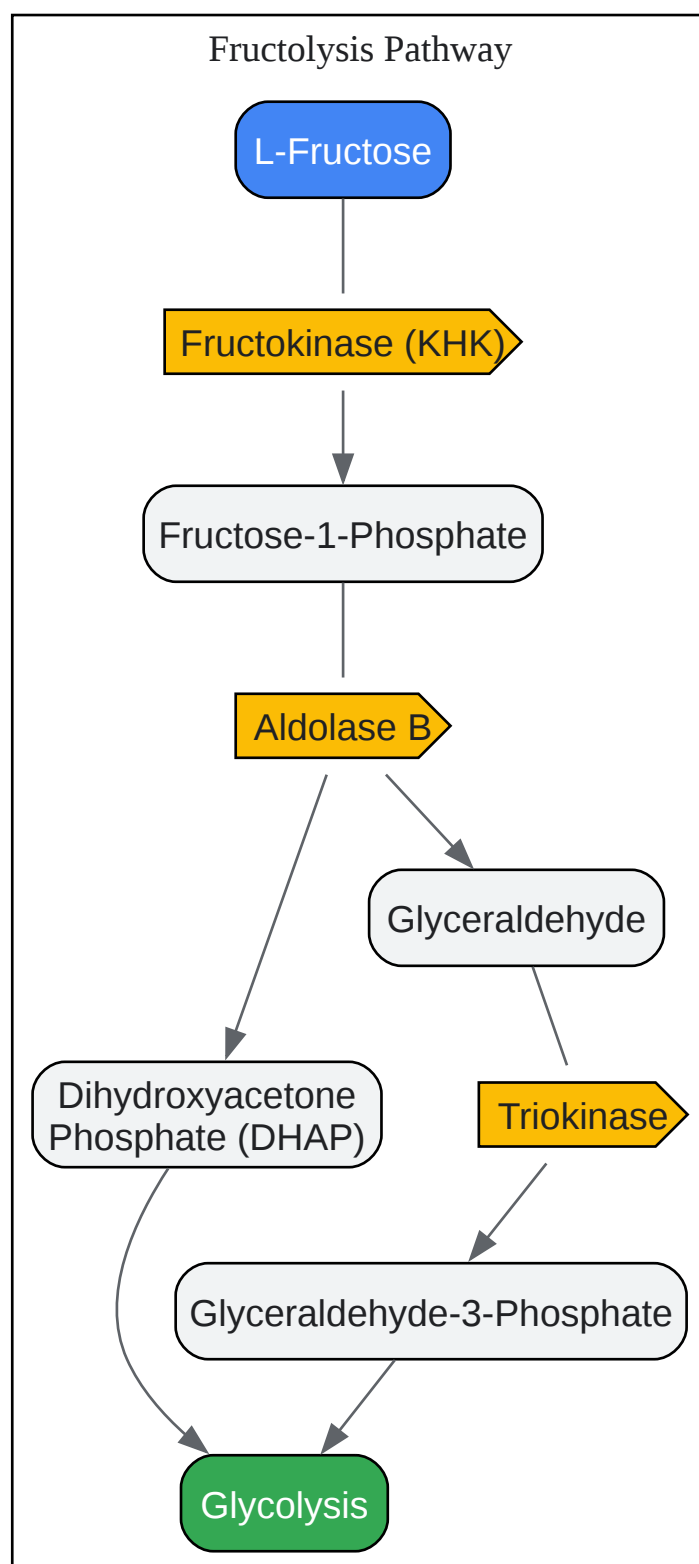 Fructolysis Pathway
L-Fructose
Fructokinase (KHK)
Fructose-1-Phosphate
Aldolase B
Glyceraldehyde
Dihydroxyacetone
Phosphate (DHAP)
Triokinase
Glyceraldehyde-3-Phosphate
Glycolysis